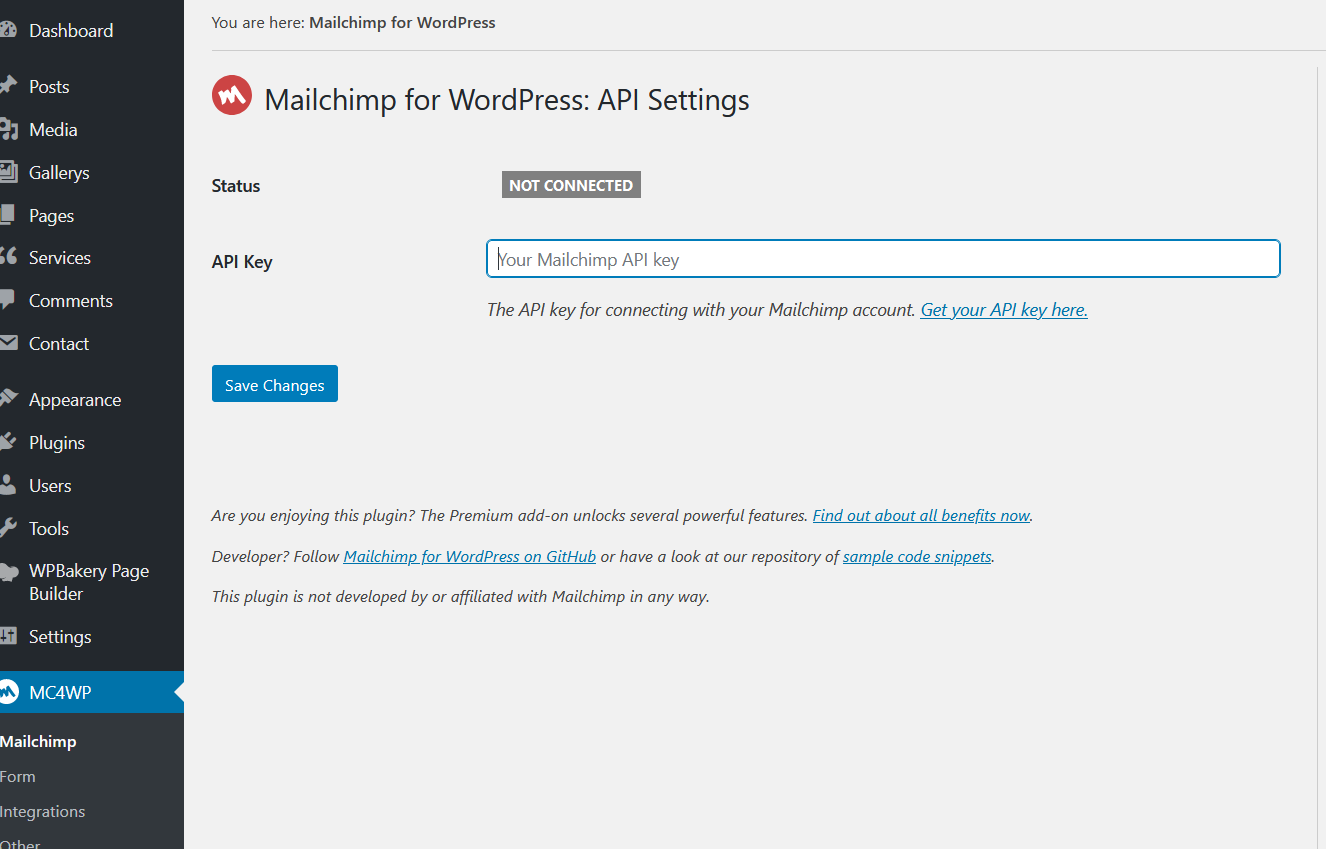 Dashboard
Posts
Media
Gallerys
Pages
Services
Comments
Contact
Appearance
Plugins
Users
Tools
WPBakery Page
Builder
Settings
MC4WP
Mailchimp
Form
Integrations
Other
You are here: Mailchimp for WordPress
Mailchimp for WordPress: API Settings
Status
NOT CONNECTED
API Key
Your Mailchimp API key
The API key for connecting with your Mailchimp account. Get your API key here.
Save Changes
Are you enjoying this plugin? The Premium add-on unlocks several powerful features. Find out about all benefits now.
Developer? Follow Mailchimp for WordPress on GitHub or have a look at our repository of sample code snippets.
This plugin is not developed by or affiliated with Mailchimp in any way.